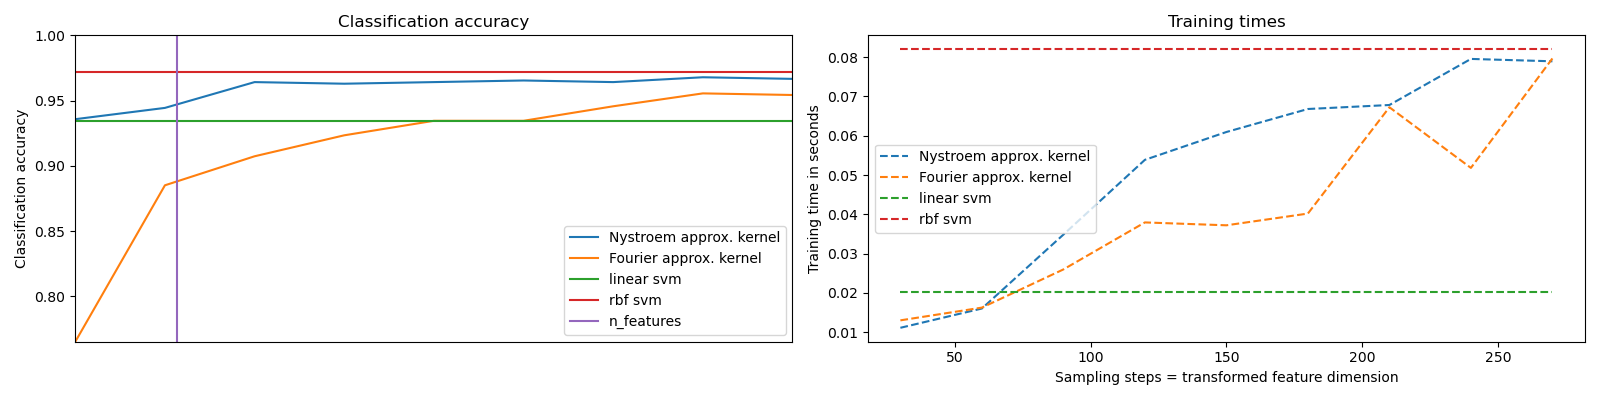 Classification accuracy
Classification accuracy
1.00
0.95
0.90
0.85
0.80
Nystroem approx. kernel
Fourier approx. kernel
linear svm
rbf svm
n_features
Training times
Training time in seconds
0.08
0.07
0.06
0.05
0.04
0.03
0.02
0.01
Nystroem approx. kernel
Fourier approx. kernel
linear svm
rbf svm
50
100
150
200
250
Sampling steps = transformed feature dimension